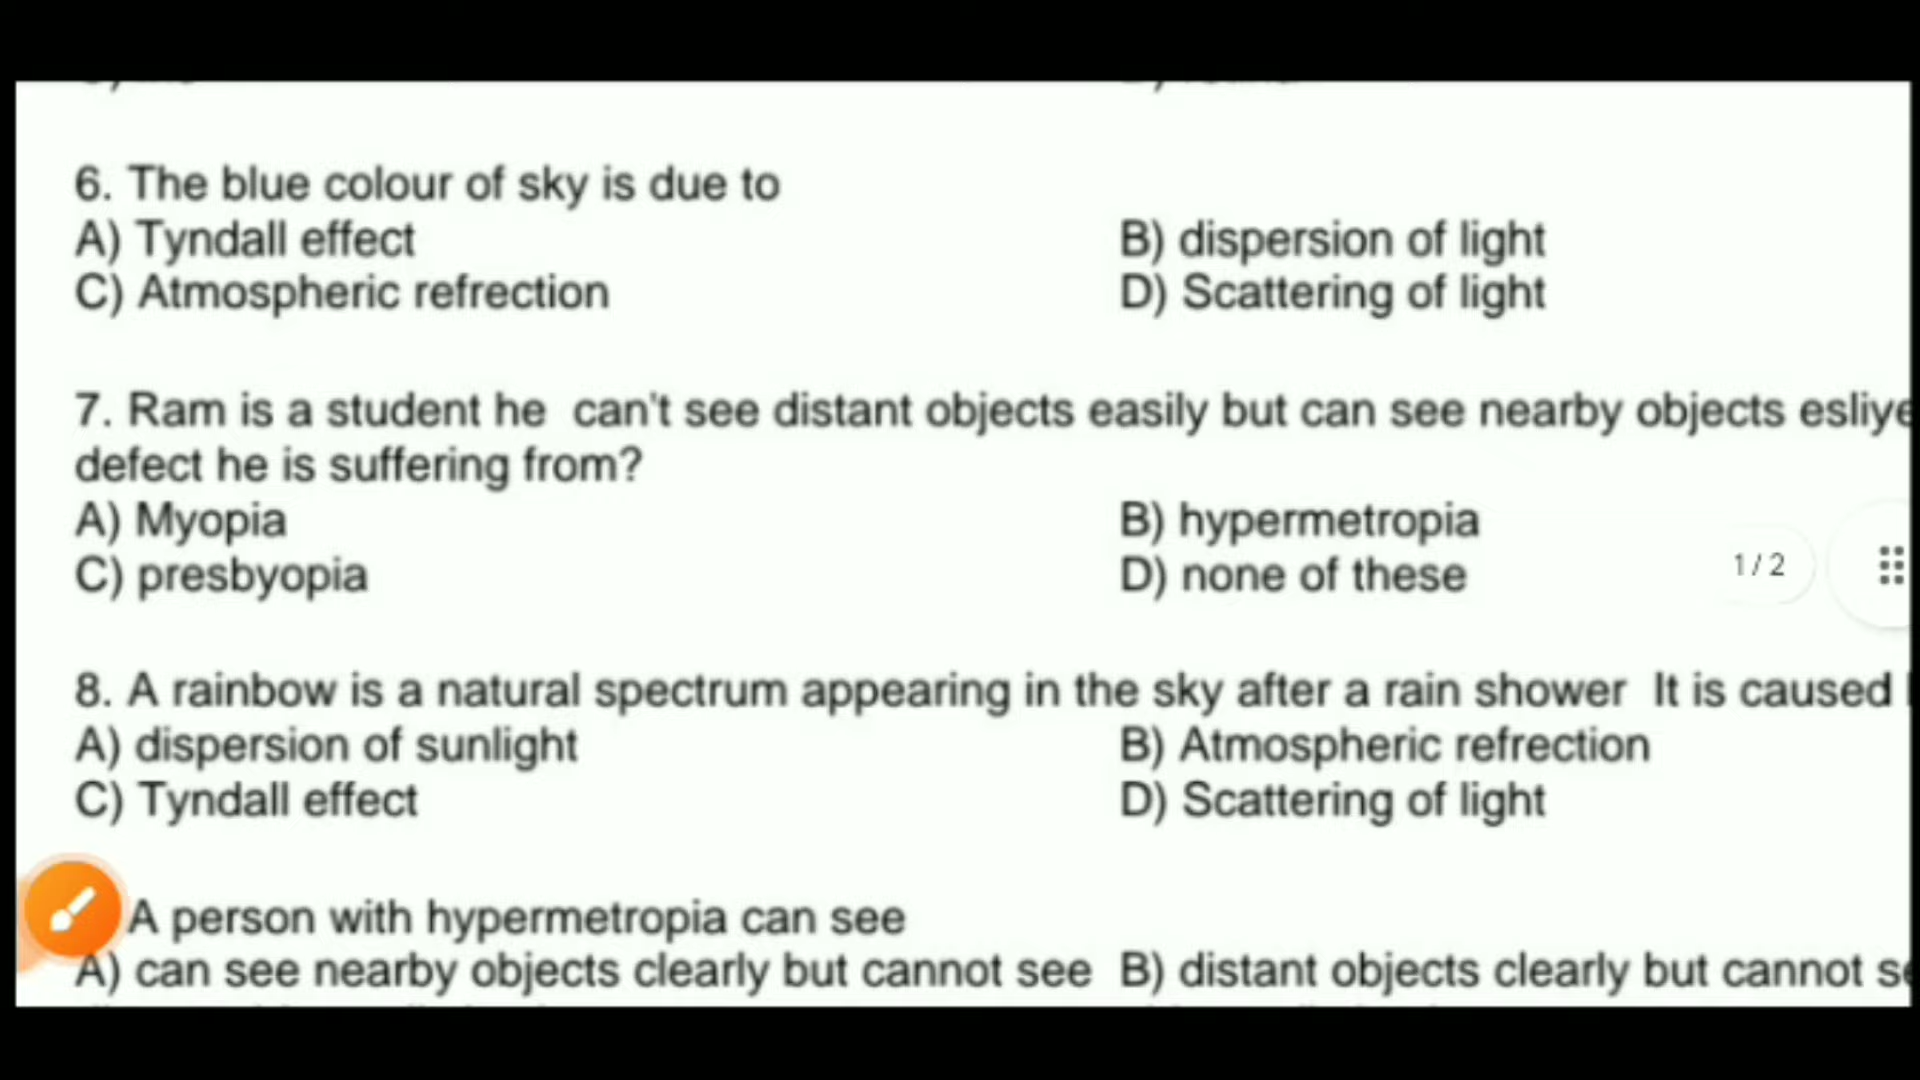 6. The blue colour of sky is due to
A) Tyndall effect B) dispersion of light
C) Atmospheric refrection D) Scattering of light
7. Ram is a student he can't see distant objects easily but can see nearby objects esliye
defect he is suffering from?
A) Myopia B) hypermetropia
C) presbyopia D) none of these
1 / 2
8. A rainbow is a natural spectrum appearing in the sky after a rain shower It is caused
A) dispersion of sunlight B) Atmospheric refrection
C) Tyndall effect D) Scattering of light
A person with hypermetropia can see
A) can see nearby objects clearly but cannot see B) distant objects clearly but cannot